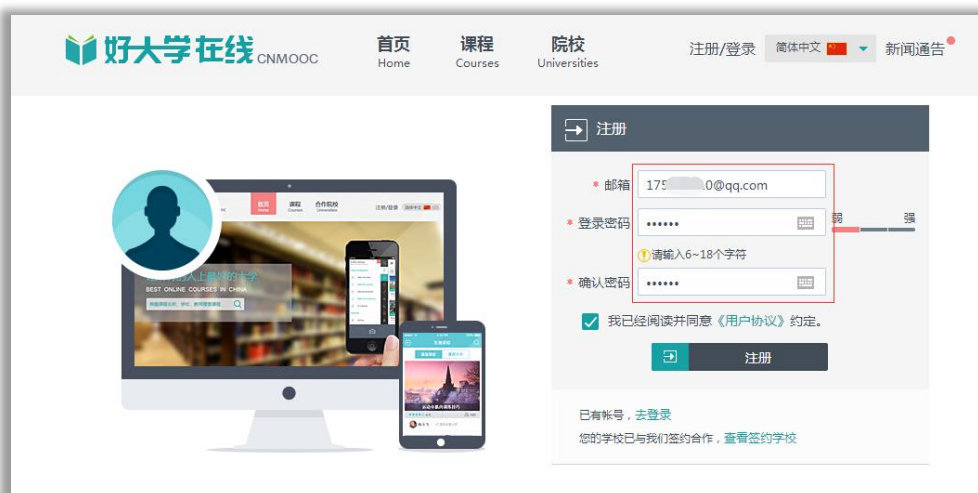 好大学在线 CNMOOC
首页 课程 院校
Home Courses Universities
注册/登录 简体中文 新闻通告
注册
* 邮箱 175 .0@qq.com
* 登录密码 ••••••
弱 强
请输入6~18个字符
* 确认密码 ••••••
我已经阅读并同意《用户协议》约定。
注册
已有帐号，去登录
您的学校已与我们签约合作，查看签约学校
首页 课程 合作院校
BEST ONLINE COURSES IN CHINA